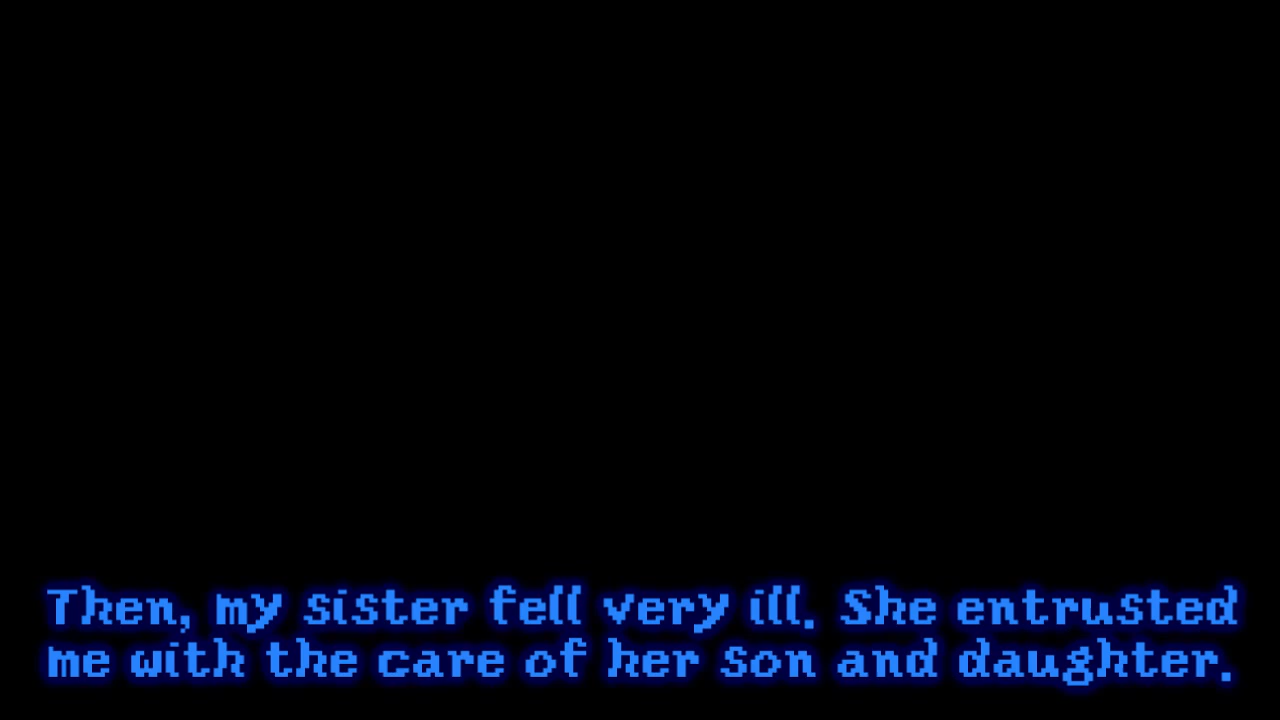 Then, my sister fell very ill. She entrusted
me with the care of her son and daughter.